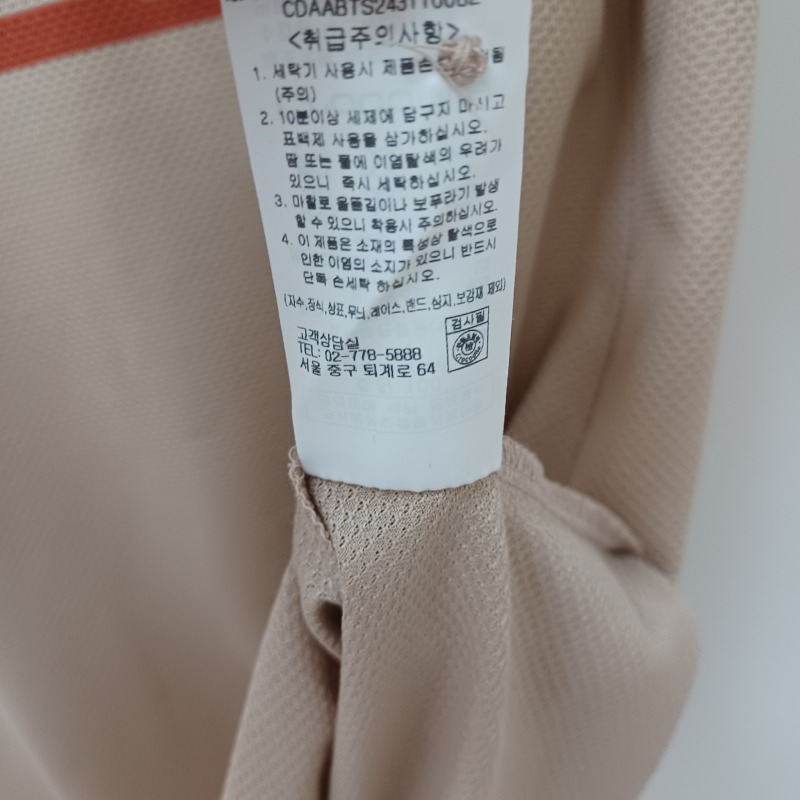 CDAABTS243110082
<취급주의사항>
1. 세탁기 사용시 제품손
(주의)
2. 10분이상 세제에 담구지 마시고
표백제 사용을 삼가하십시오.
땀 또는 물에 이염탈색의 우려가
있으니 즉시 세탁하십시오.
3. 마찰로 올뜯김이나 보푸라기 발생
할 수 있으니 착용시 주의하십시오.
4. 이 제품은 소재의 특성상 탈색으로
인한 이염의 소지가 있으니 반드시
단독 손세탁 하십시오.
(자수,장식,상표,무늬,레이스,밴드,심지,보강재 제외)
검사필
고객상담실
TEL: 02-778-5888
서울 중구 퇴계로 64